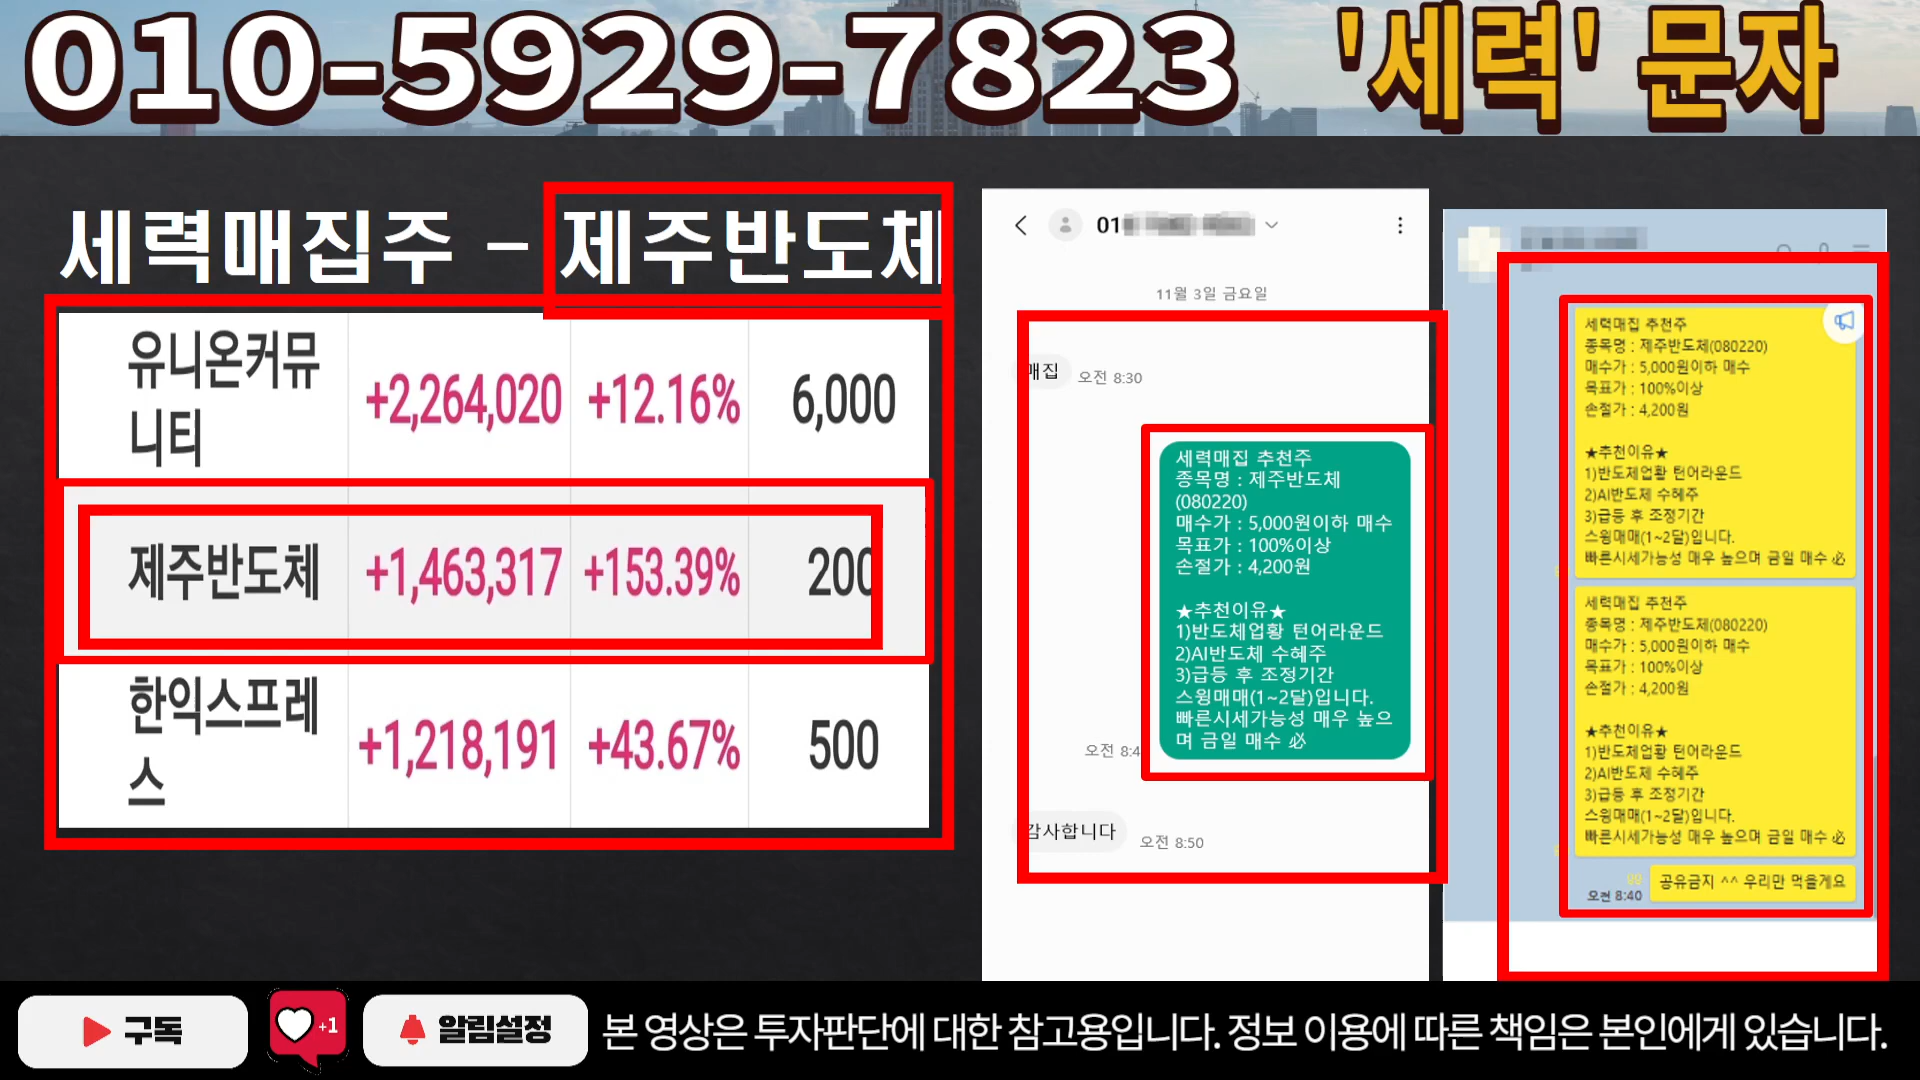 010-5929-7823 '세력' 문자
세력매집주 - 제주반도체
유니온커뮤
니티
+2,264,020 +12.16% 6,000
제주반도체 +1,463,317 +153.39% 200
한익스프레
스
+1,218,191 +43.67% 500
01
11월 3일 금요일
매집 오전 8:30
세력매집 추천주
종목명 : 제주반도체
(080220)
매수가 : 5,000원이하 매수
목표가 : 100%이상
손절가 : 4,200원
★추천이유★
1)반도체업황 턴어라운드
2)AI반도체 수혜주
3)급등 후 조정기간
스윙매매(1~2달)입니다.
빠른시세가능성 매우 높으
며 금일 매수 必
오전 8:4
감사합니다 오전 8:50
세력매집 추천주
종목명 : 제주반도체(080220)
매수가 : 5,000원이하 매수
목표가 : 100%이상
손절가 : 4,200원
★추천이유★
1)반도체업황 턴어라운드
2)AI반도체 수혜주
3)급등 후 조정기간
스윙매매(1~2달)입니다.
빠른시세가능성 매우 높으며 금일 매수 必
세력매집 추천주
종목명 : 제주반도체(080220)
매수가 : 5,000원이하 매수
목표가 : 100%이상
손절가 : 4,200원
★추천이유★
1)반도체업황 턴어라운드
2)AI반도체 수혜주
3)급등 후 조정기간
스윙매매(1~2달)입니다.
빠른시세가능성 매우 높으며 금일 매수 必
오전 8:40 공유금지 ^^ 우리만 먹을게요
구독 +1 알림설정 본 영상은 투자판단에 대한 참고용입니다. 정보 이용에 따른 책임은 본인에게 있습니다.